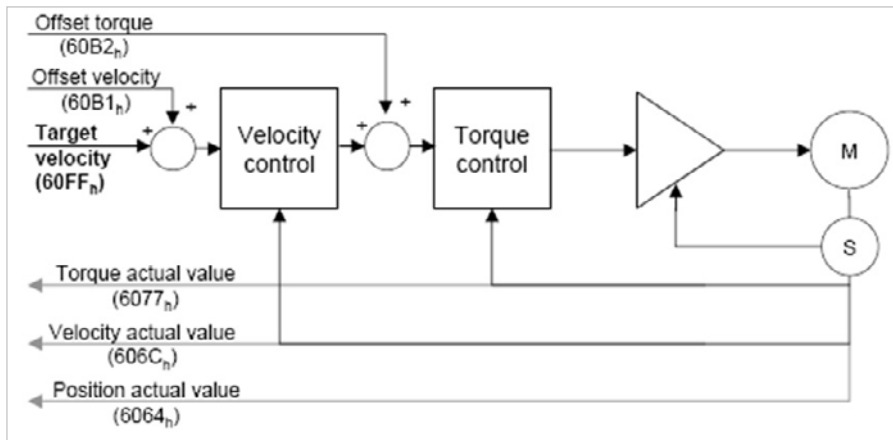 Offset torque
(60B2h)
Offset velocity
(60B1h)
+
+
Target
velocity
(60FFh)
+
+
Velocity
control
Torque
control
M
S
Torque actual value
(6077h)
Velocity actual value
(606Ch)
Position actual value
(6064h)